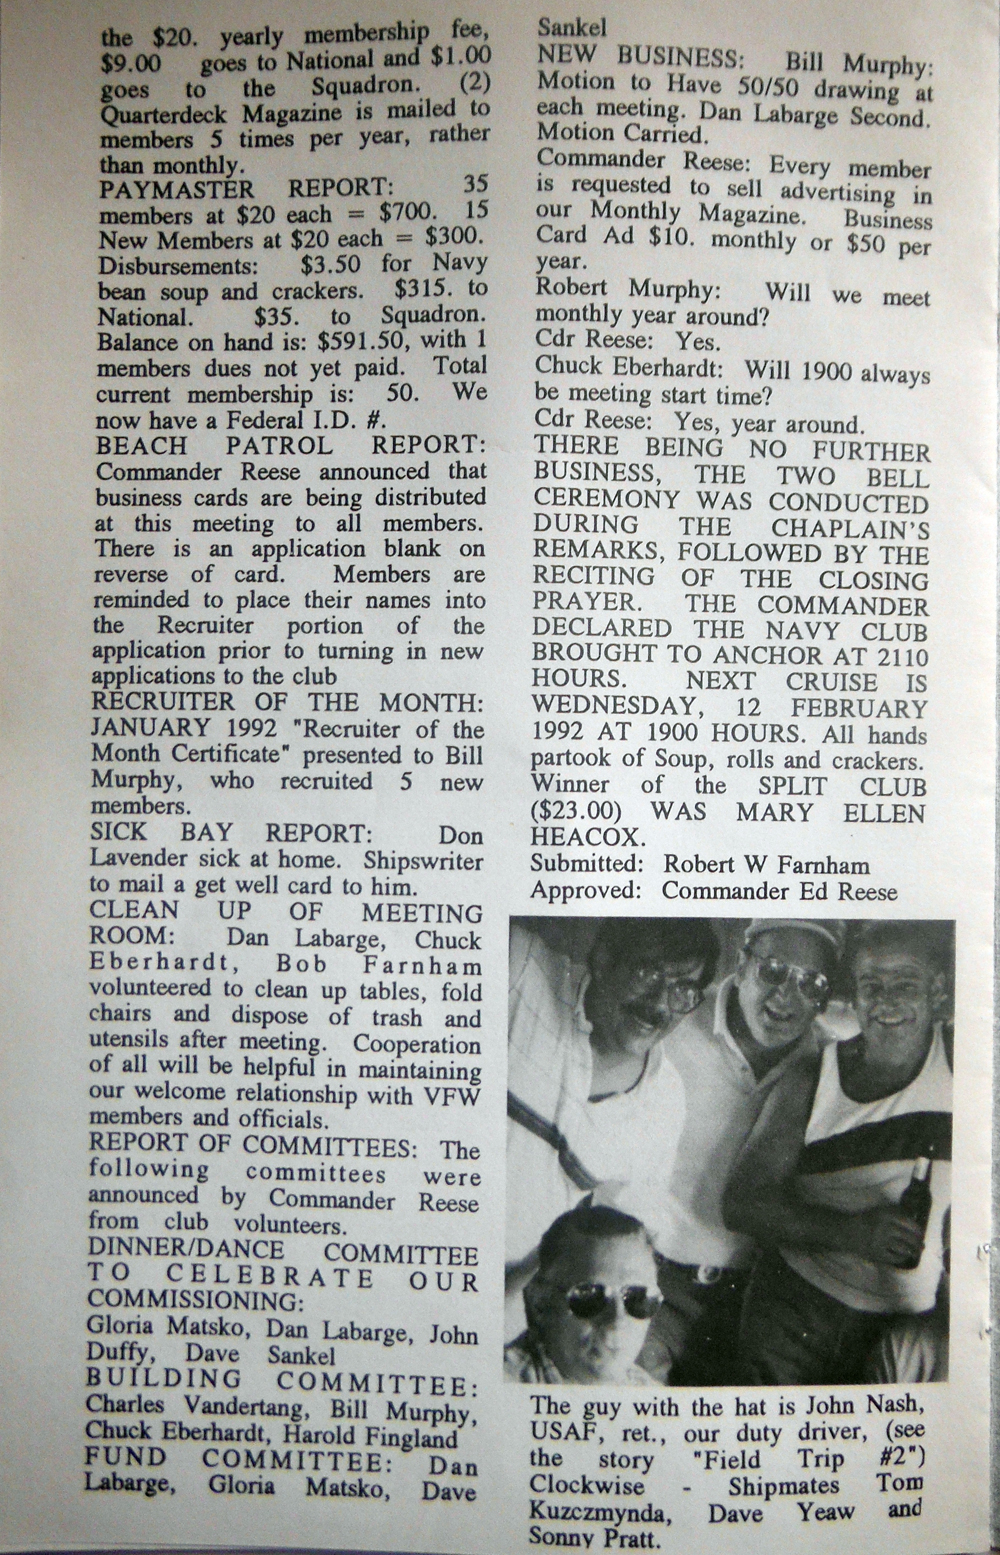 the $20. yearly membership fee,
$9.00 goes to National and $1.00
goes to the Squadron. (2)
Quarterdeck Magazine is mailed to
members 5 times per year, rather
than monthly.
PAYMASTER REPORT: 35
members at $20 each = $700. 15
New Members at $20 each = $300.
Disbursements: $3.50 for Navy
bean soup and crackers. $315. to
National. $35. to Squadron.
Balance on hand is: $591.50, with 1
members dues not yet paid. Total
current membership is: 50. We
now have a Federal I.D. #.
BEACH PATROL REPORT:
Commander Reese announced that
business cards are being distributed
at this meeting to all members.
There is an application blank on
reverse of card. Members are
reminded to place their names into
the Recruiter portion of the
application prior to turning in new
applications to the club
RECRUITER OF THE MONTH:
JANUARY 1992 "Recruiter of the
Month Certificate" presented to Bill
Murphy, who recruited 5 new
members.
SICK BAY REPORT: Don
Lavender sick at home. Shipswriter
to mail a get well card to him.
CLEAN UP OF MEETING
ROOM: Dan Labarge, Chuck
Eberhardt, Bob Farnham
volunteered to clean up tables, fold
chairs and dispose of trash and
utensils after meeting. Cooperation
of all will be helpful in maintaining
our welcome relationship with VFW
members and officials.
REPORT OF COMMITTEES: The
following committees were
announced by Commander Reese
from club volunteers.
DINNER/DANCE COMMITTEE
TO CELEBRATE OUR
COMMISSIONING:
Gloria Matsko, Dan Labarge, John
Duffy, Dave Sankel
BUILDING COMMITTEE:
Charles Vandertang, Bill Murphy,
Chuck Eberhardt, Harold Fingland
FUND COMMITTEE: Dan
Labarge, Gloria Matsko, Dave
Sankel
NEW BUSINESS: Bill Murphy:
Motion to Have 50/50 drawing at
each meeting. Dan Labarge Second.
Motion Carried.
Commander Reese: Every member
is requested to sell advertising in
our Monthly Magazine. Business
Card Ad $10. monthly or $50 per
year.
Robert Murphy: Will we meet
monthly year around?
Cdr Reese: Yes.
Chuck Eberhardt: Will 1900 always
be meeting start time?
Cdr Reese: Yes, year around.
THERE BEING NO FURTHER
BUSINESS, THE TWO BELL
CEREMONY WAS CONDUCTED
DURING THE CHAPLAIN'S
REMARKS, FOLLOWED BY THE
RECITING OF THE CLOSING
PRAYER. THE COMMANDER
DECLARED THE NAVY CLUB
BROUGHT TO ANCHOR AT 2110
HOURS. NEXT CRUISE IS
WEDNESDAY, 12 FEBRUARY
1992 AT 1900 HOURS. All hands
partook of Soup, rolls and crackers.
Winner of the SPLIT CLUB
($23.00) WAS MARY ELLEN
HEACOX.
Submitted: Robert W Farnham
Approved: Commander Ed Reese
The guy with the hat is John Nash,
USAF, ret., our duty driver, (see
the story "Field Trip #2")
Clockwise - Shipmates Tom
Kuzczmynda, Dave Yeaw and
Sonny Pratt.